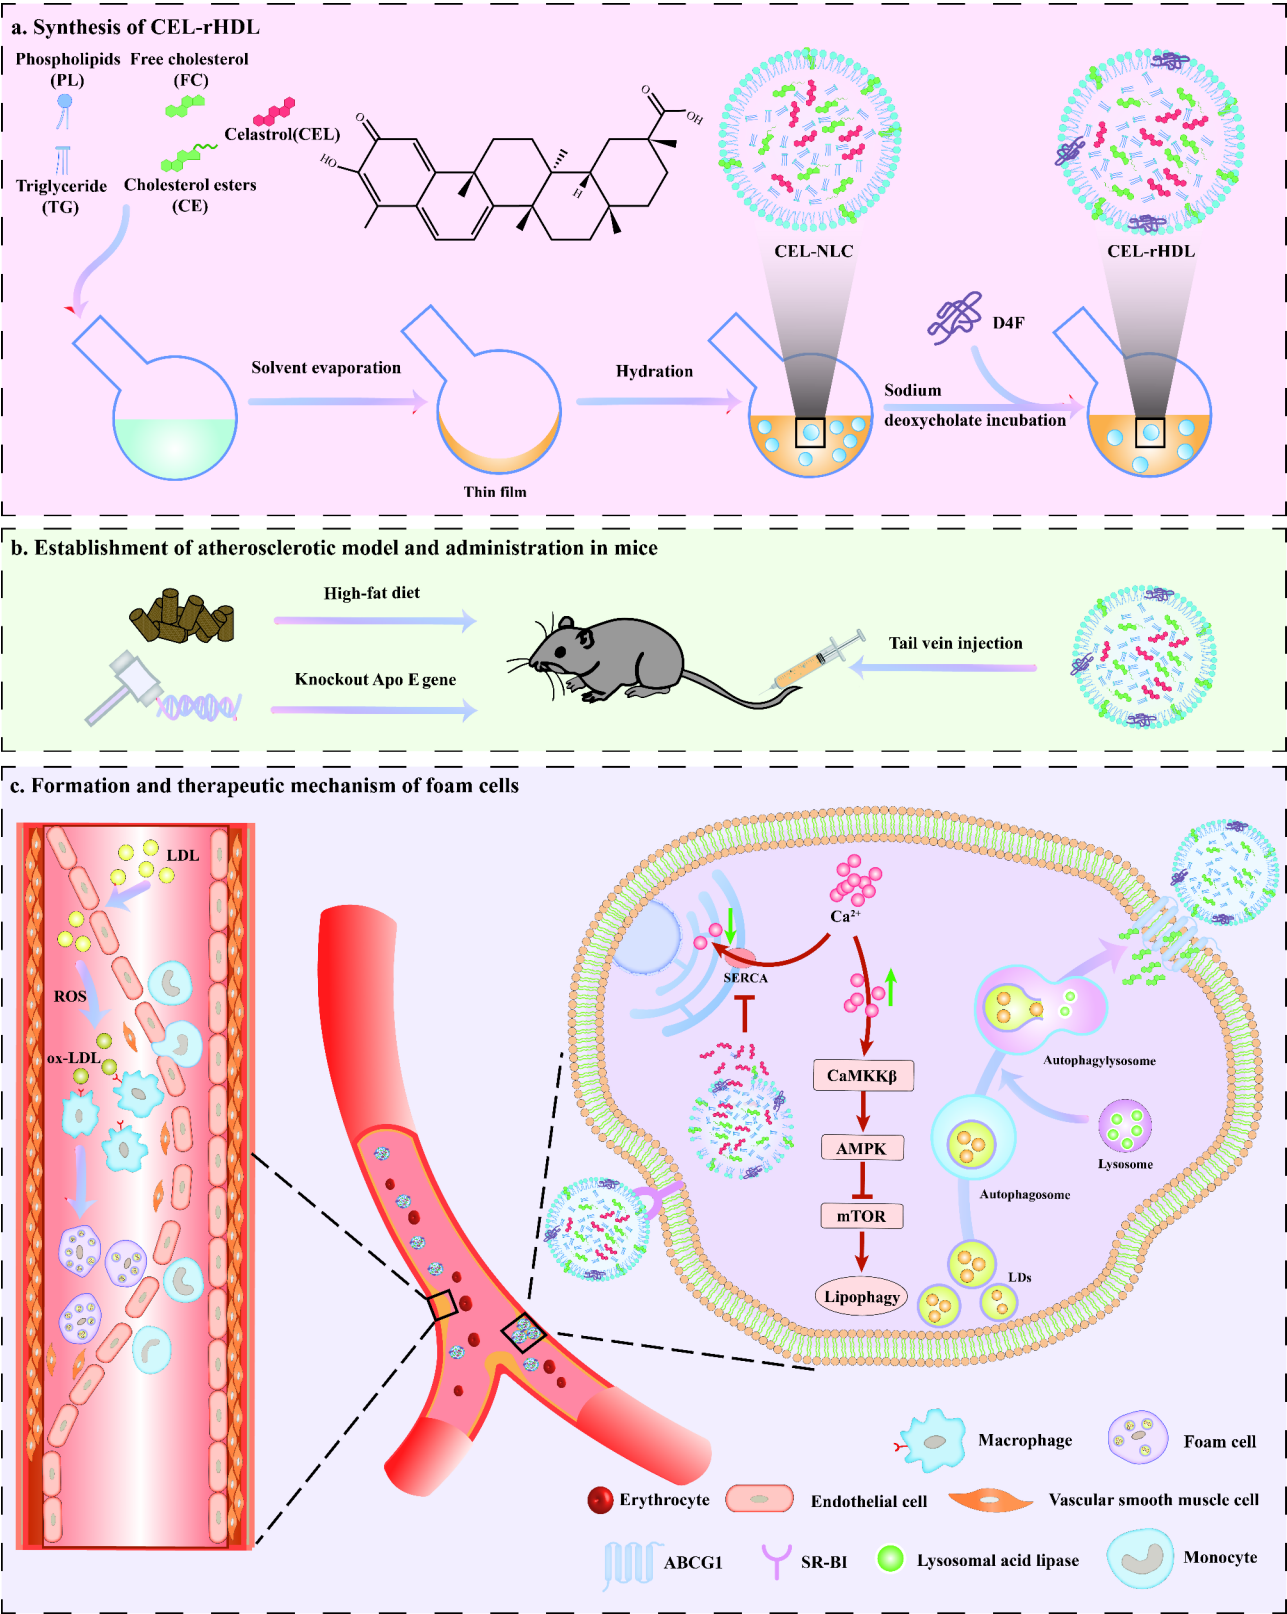 a. Synthesis of CEL-rHDL
Phospholipids
(PL)
Free cholesterol
(FC)
Celastrol(CEL)
Triglyceride
(TG)
Cholesterol esters
(CE)
O
HO
H
O
OH
CEL-NLC
CEL-rHDL
D4F
Solvent evaporation
Hydration
Sodium
deoxycholate incubation
Thin film
b. Establishment of atherosclerotic model and administration in mice
High-fat diet
Knockout Apo E gene
Tail vein injection
c. Formation and therapeutic mechanism of foam cells
LDL
ROS
ox-LDL
Ca²⁺
SERCA
CaMKKβ
AMPK
mTOR
Lipophagy
Autophagylysosome
Lysosome
Autophagosome
LDs
Macrophage
Foam cell
Erythrocyte
Endothelial cell
Vascular smooth muscle cell
ABCG1
SR-BI
Lysosomal acid lipase
Monocyte